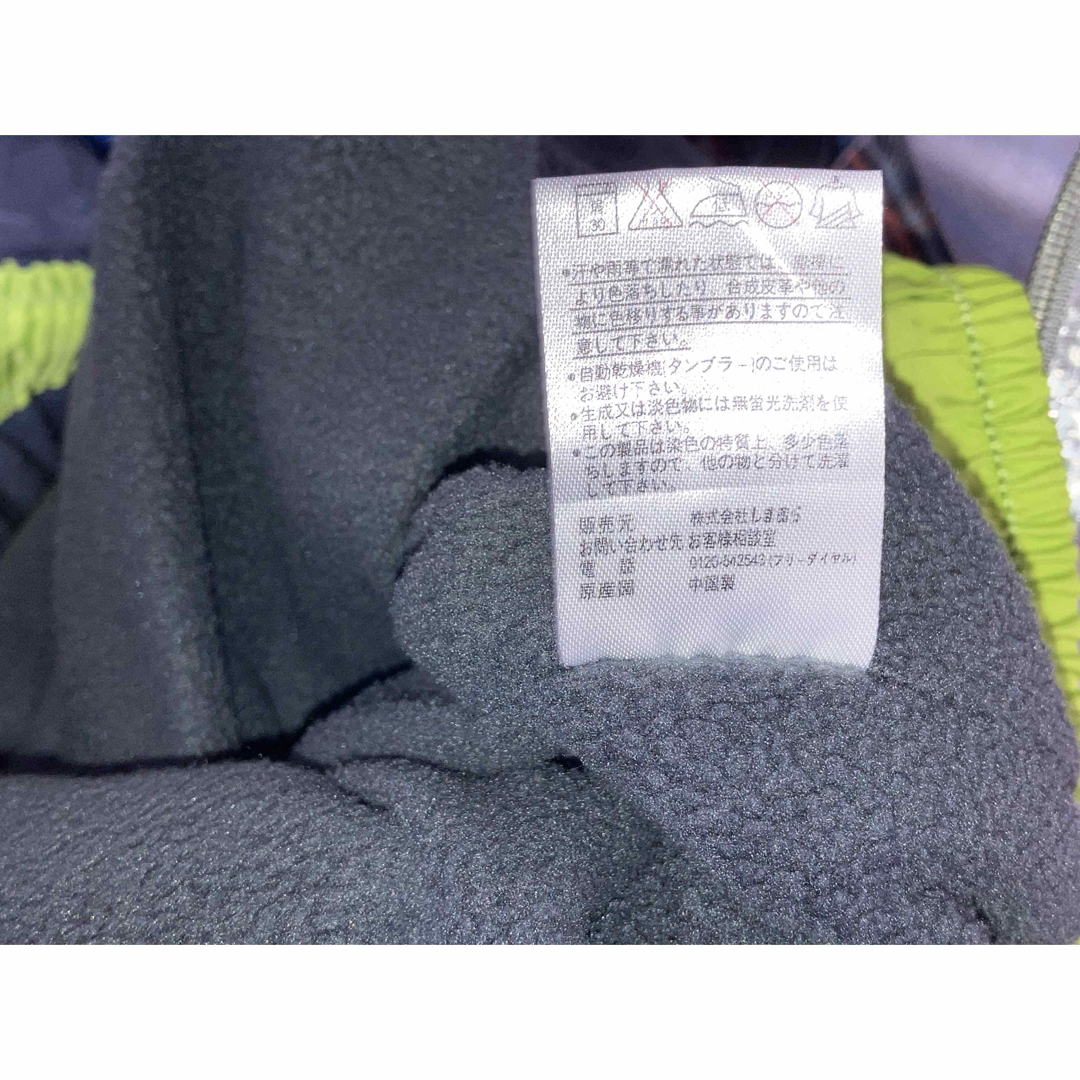 30
●汗や雨等で濡れた状態では、摩擦に
より色落ちしたり、合成皮革や他の
物に色移りする事がありますので注
意して下さい。
●自動乾燥機(タンブラー)のご使用は
お避け下さい。
●生成又は淡色物には無蛍光洗剤を使
用して下さい。
●この製品は染色の特質上、多少色落
ちしますので、他の物と分けて洗濯
して下さい。
販売元 株式会社しまむら
お問い合わせ先 お客様相談室
電話 0120-542543(フリーダイヤル)
原産国 中国製